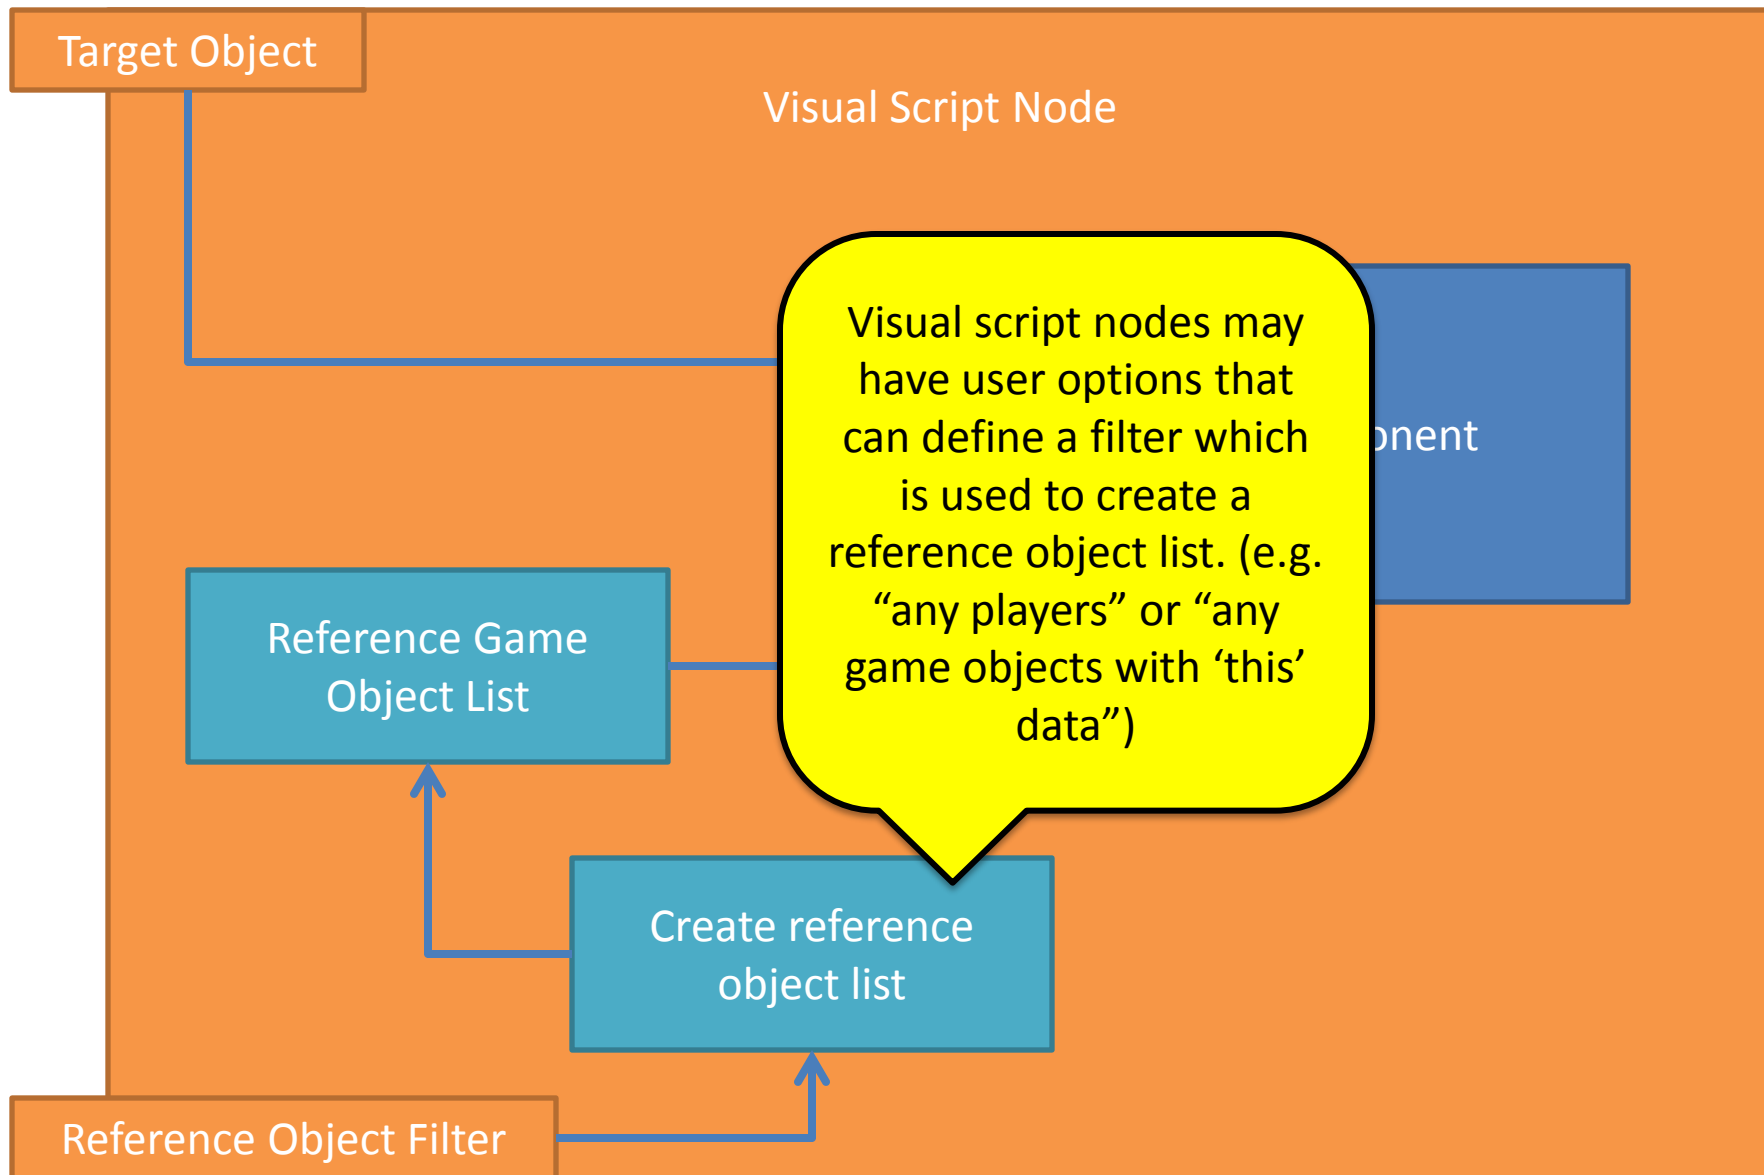 Target Object
Visual Script Node
Visual script nodes may
have user options that
can define a filter which
is used to create a
reference object list. (e.g.
“any players” or “any
game objects with ‘this’
data”)
Reference Game
Object List
Create reference
object list
Reference Object Filter